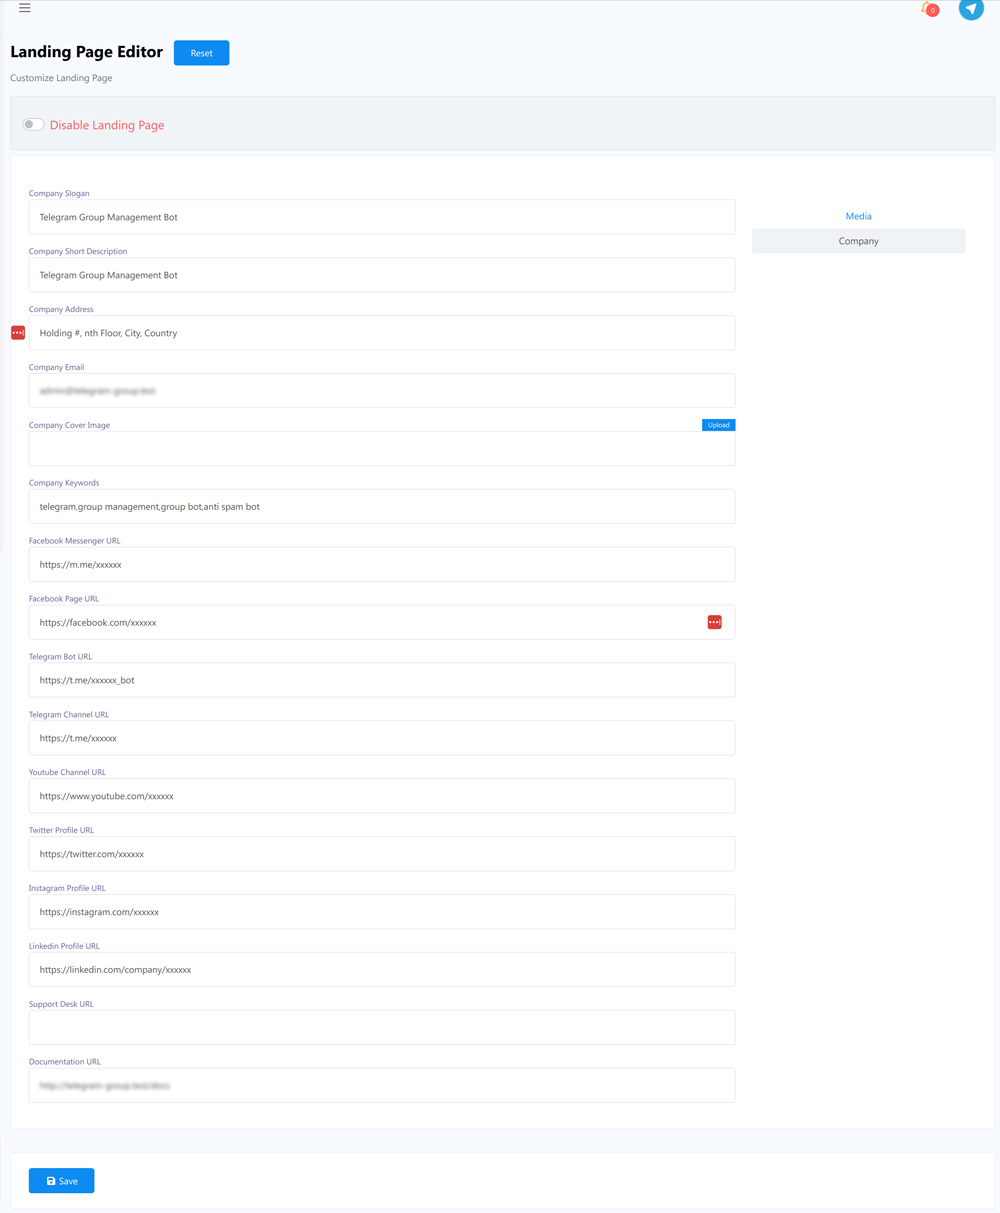 0
Landing Page Editor
Reset
Customize Landing Page
Disable Landing Page
Company Slogan
Telegram Group Management Bot
Media
Company
Company Short Description
Telegram Group Management Bot
Company Address
Holding #, nth Floor, City, Country
Company Email
Company Cover Image
Upload
Company Keywords
telegram,group management,group bot,anti spam bot
Facebook Messenger URL
https://m.me/xxxxxx
Facebook Page URL
https://facebook.com/xxxxxx
Telegram Bot URL
https://t.me/xxxxxx_bot
Telegram Channel URL
https://t.me/xxxxxx
Youtube Channel URL
https://www.youtube.com/xxxxxx
Twitter Profile URL
https://twitter.com/xxxxxx
Instagram Profile URL
https://instagram.com/xxxxxx
Linkedin Profile URL
https://linkedin.com/company/xxxxxx
Support Desk URL
Documentation URL
Save